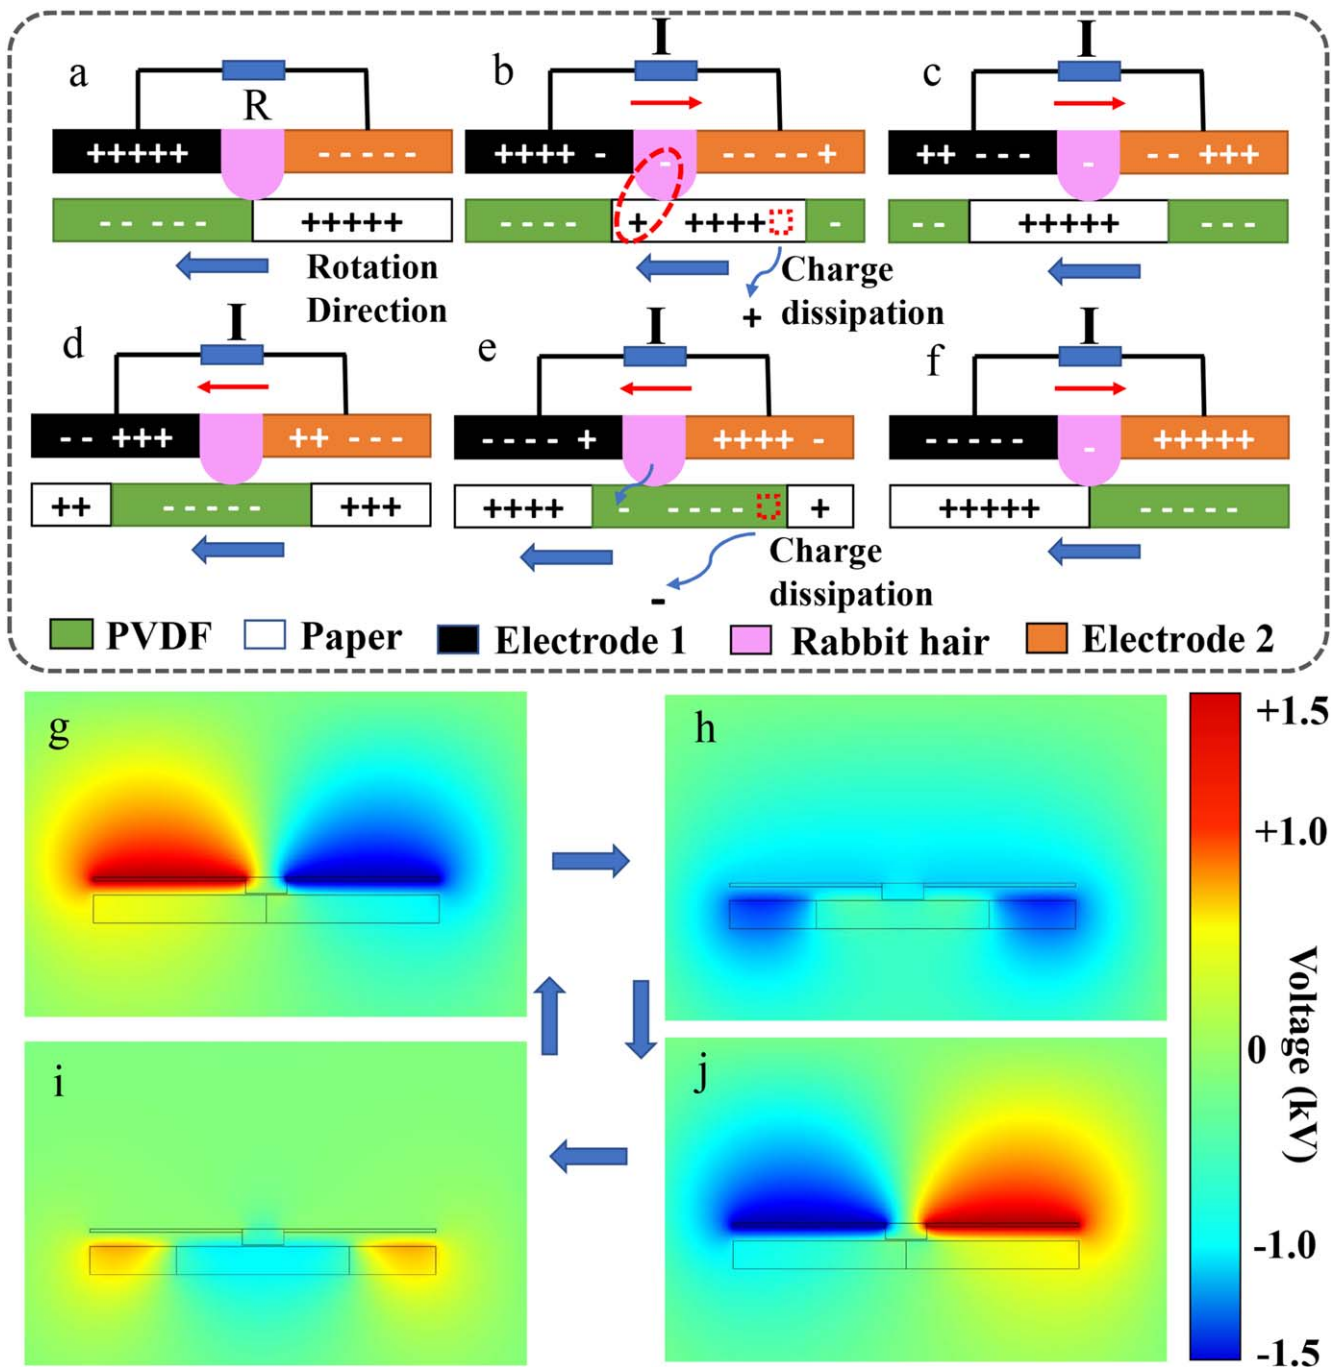 a
R
+++++
- - - - -
- - - - -
+++++
Rotation
Direction
b
I
++++ -
-
-- -- +
- - - -
+ ++++
-
Charge
dissipation
+
c
I
++ ---
-
-- +++
--
+++++
---
d
I
-- +++
++ ---
++
-----
+++
e
I
---- +
++++ -
++++
- ----
+
Charge
dissipation
-
f
I
-----
-
+++++
+++++
-----
PVDF
Paper
Electrode 1
Rabbit hair
Electrode 2
g
h
i
j
+1.5
+1.0
0
-1.0
-1.5
Voltage (kV)